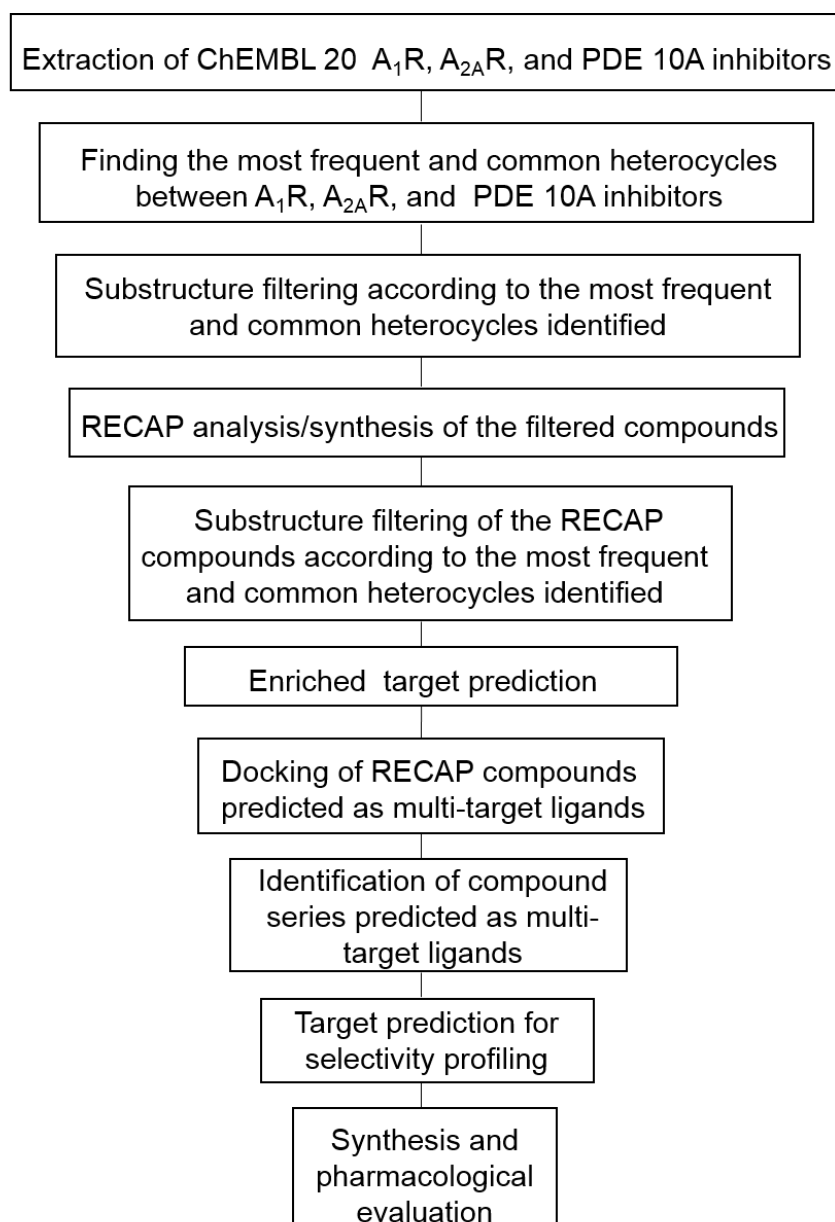 Extraction of ChEMBL 20  A₁R, A₂ₐR, and PDE 10A inhibitors
Finding the most frequent and common heterocycles
between A₁R, A₂ₐR, and  PDE 10A inhibitors
Substructure filtering according to the most frequent
and common heterocycles identified
RECAP analysis/synthesis of the filtered compounds
Substructure filtering of the RECAP
compounds according to the most frequent
and common heterocycles identified
Enriched  target prediction
Docking of RECAP compounds
predicted as multi-target ligands
Identification of compound
series predicted as multi-
target ligands
Target prediction for
selectivity profiling
Synthesis and
pharmacological
evaluation